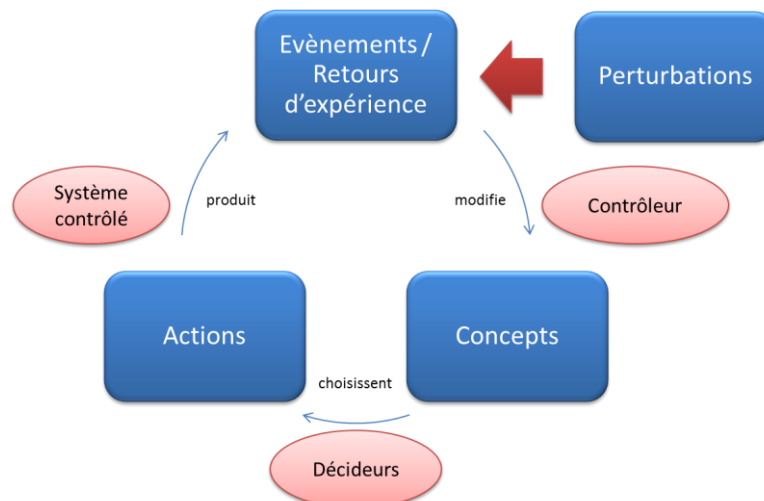 Evènements /
Retours
d'expérience
Perturbations
Système
contrôlé
produit
modifie
Contrôleur
Actions
Concepts
choisissent
Décideurs